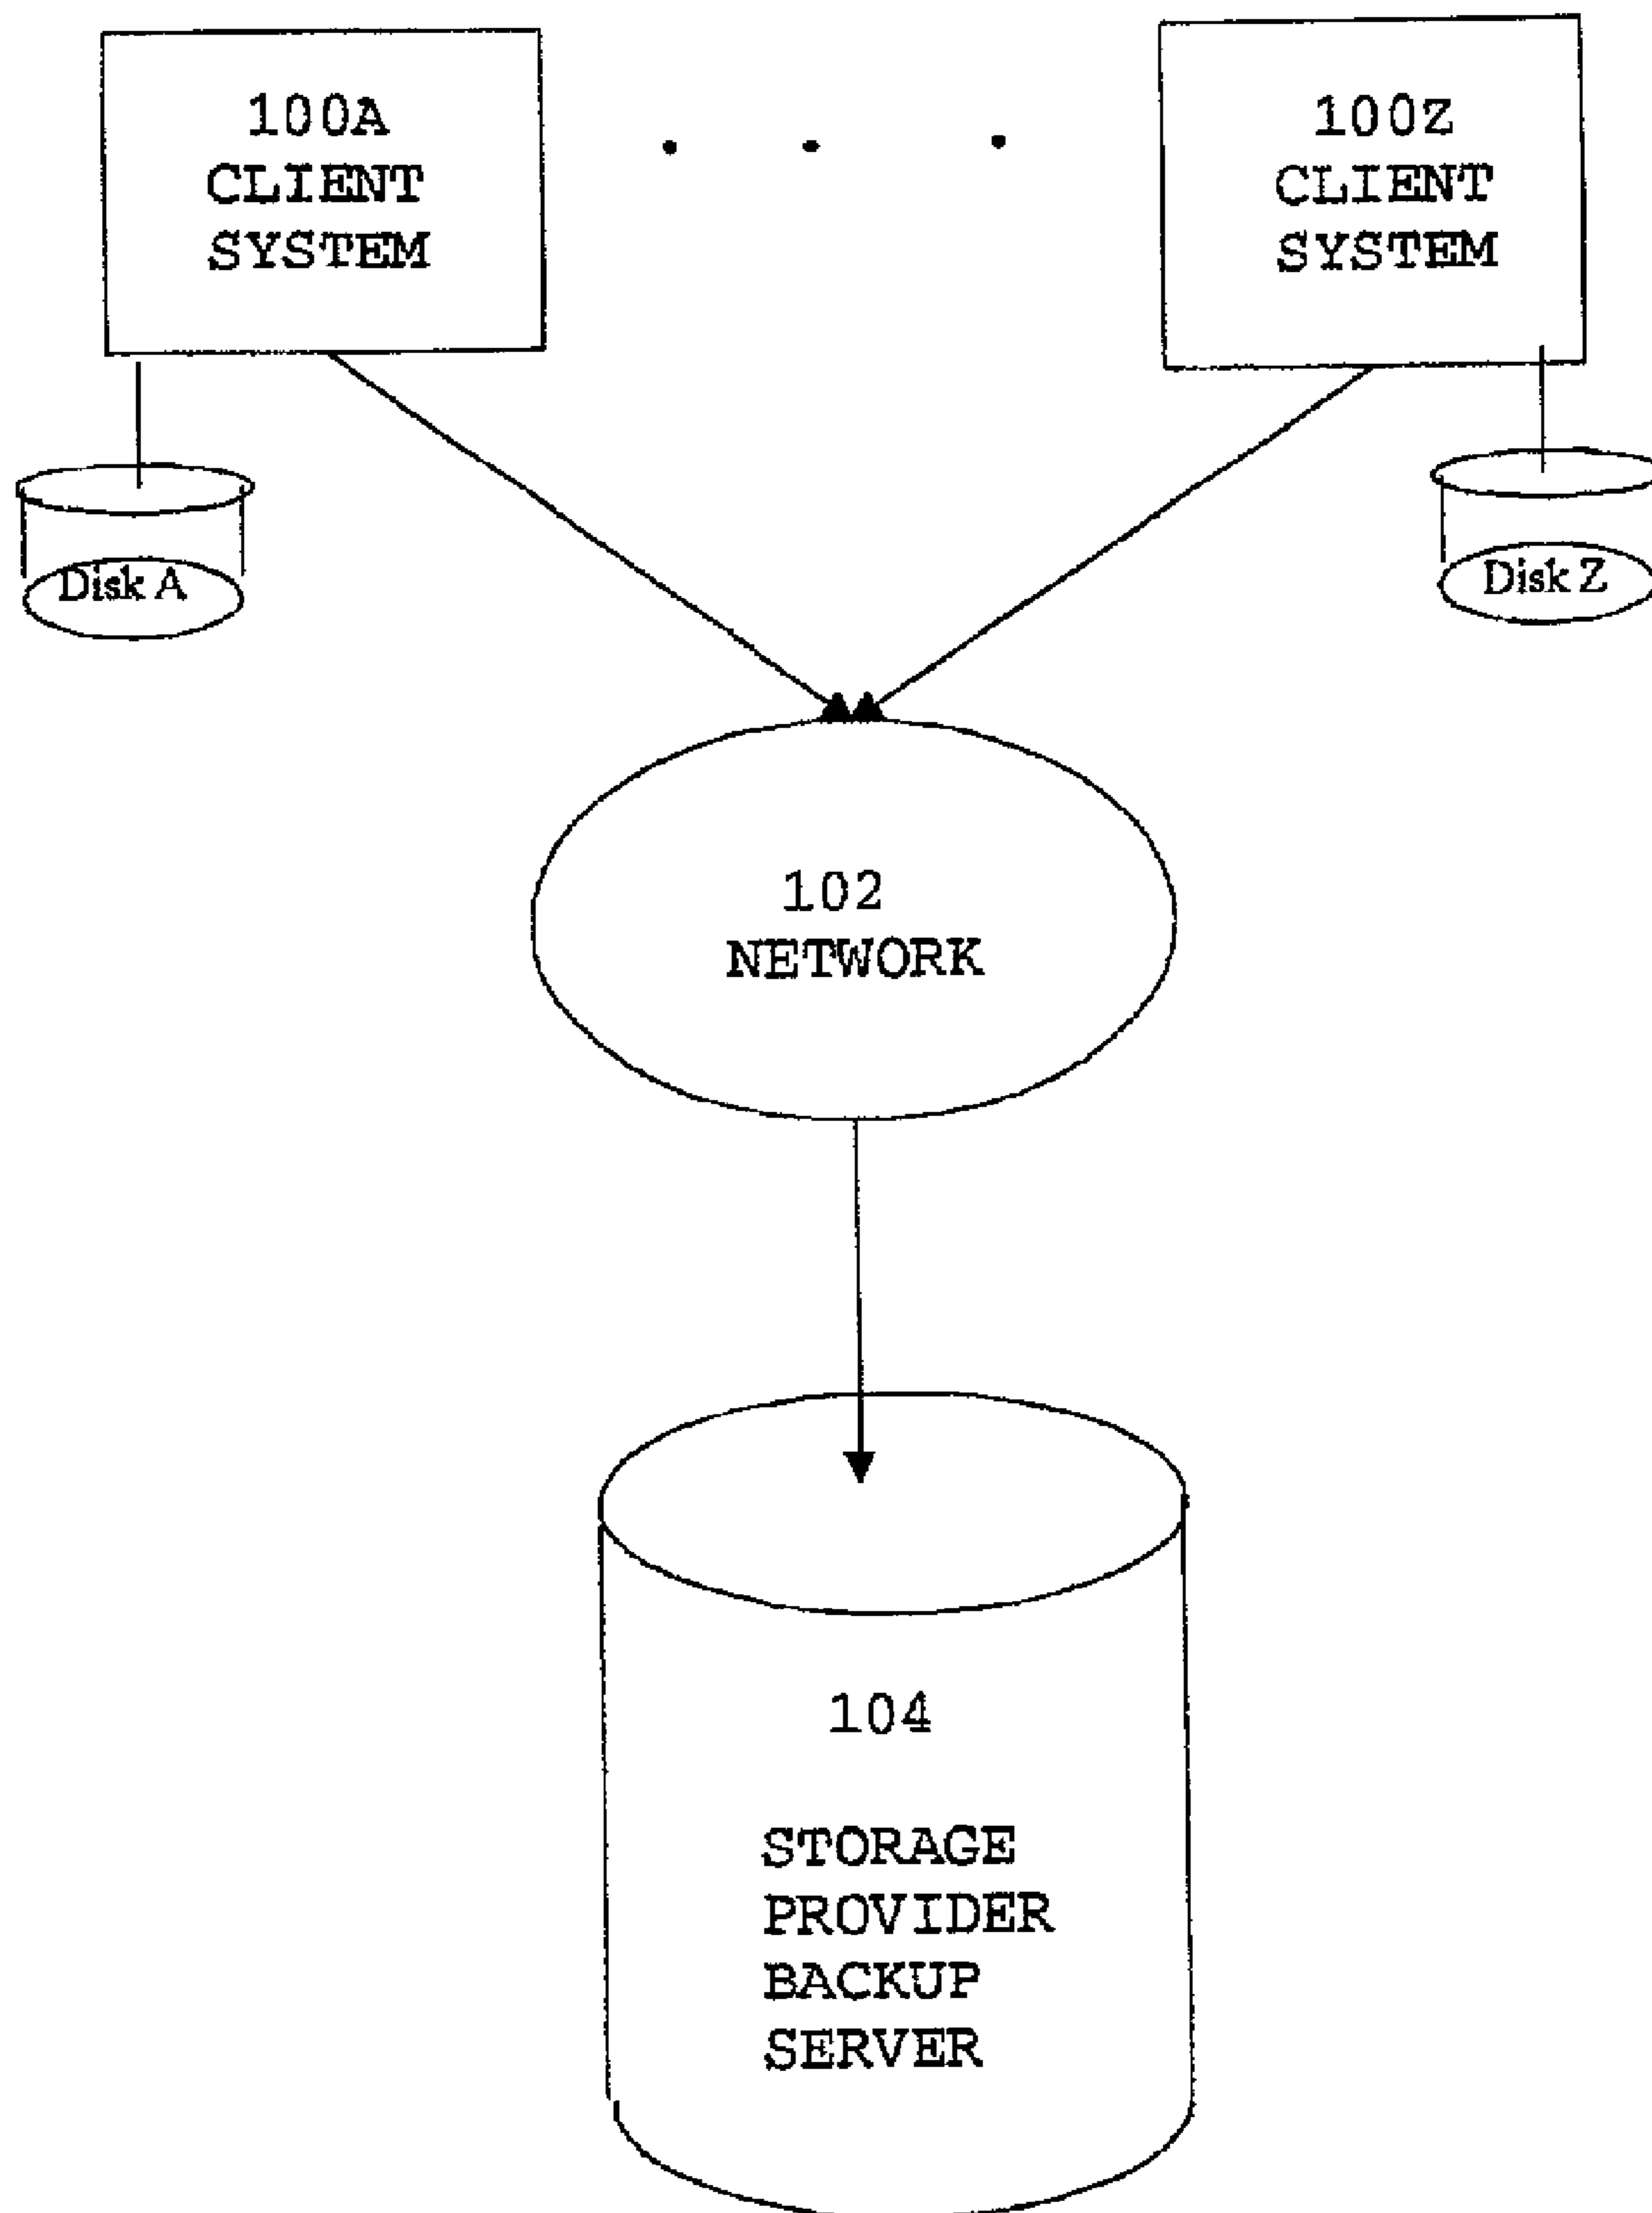 100A
CLIENT
SYSTEM
100Z
CLIENT
SYSTEM
Disk A
Disk Z
102
NETWORK
104
STORAGE
PROVIDER
BACKUP
SERVER